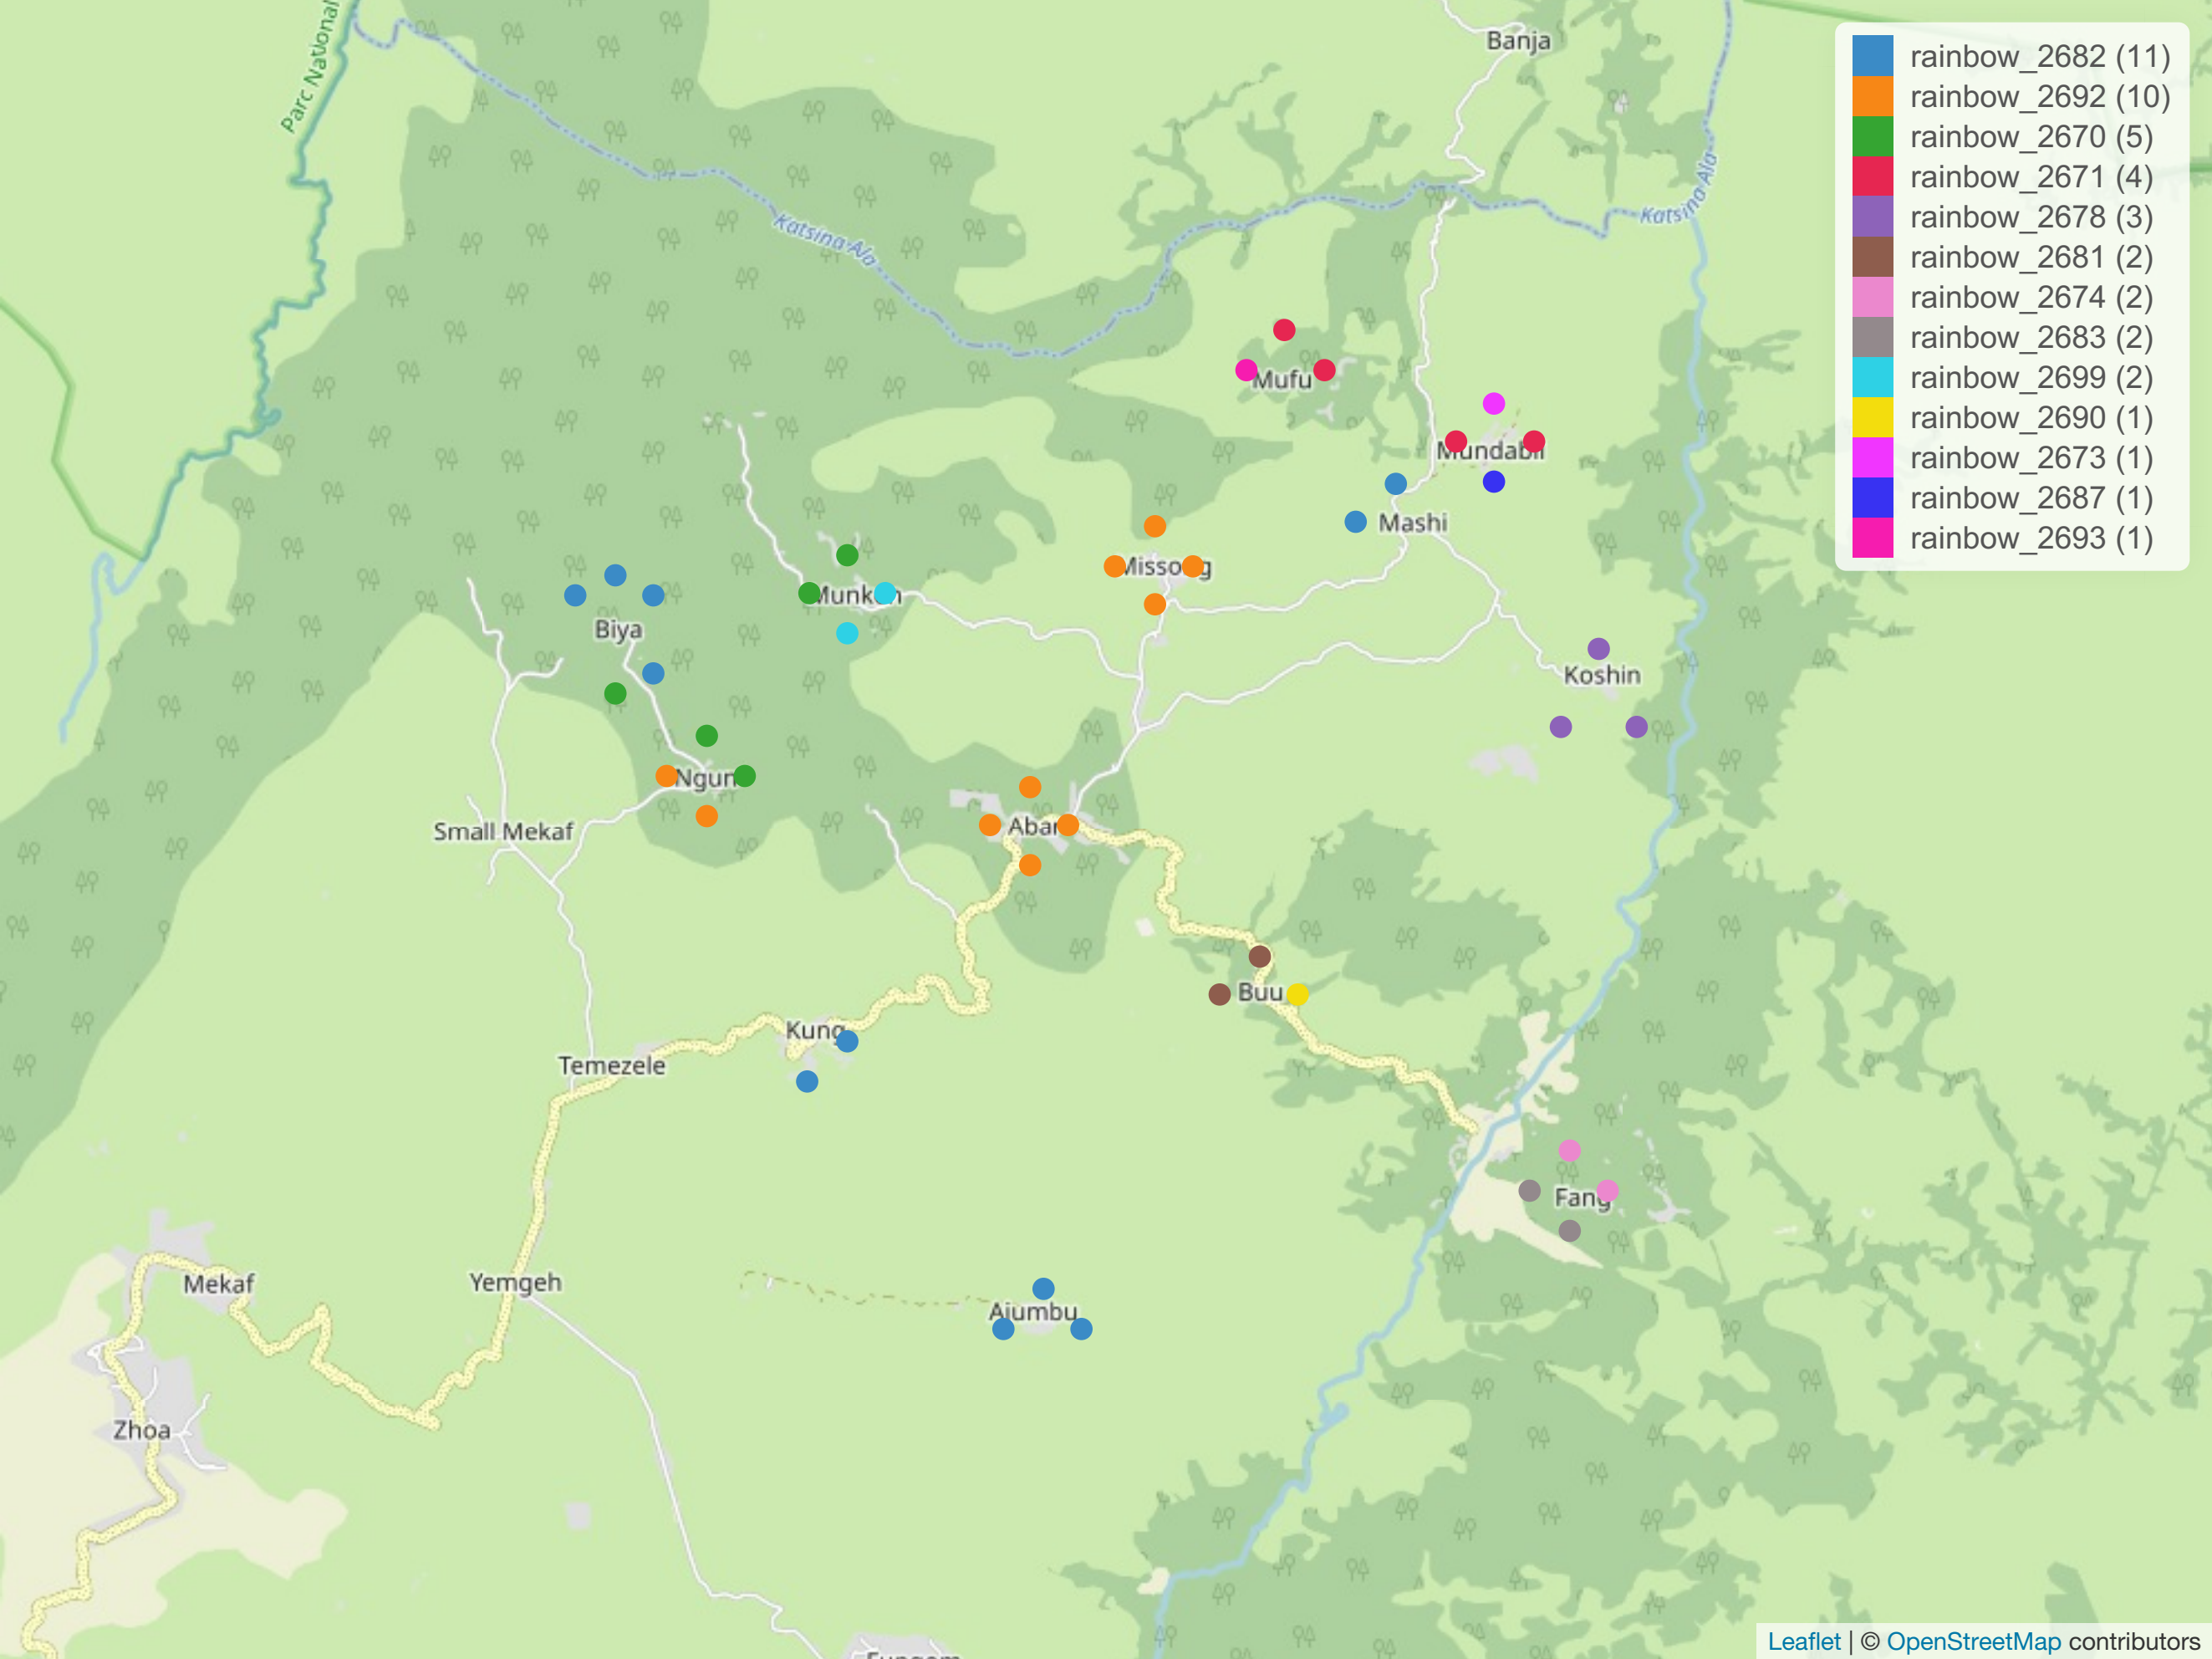 Parc National
Banja
Katsina Ala
Katsina Ala
rainbow_2682 (11)
rainbow_2692 (10)
rainbow_2670 (5)
rainbow_2671 (4)
rainbow_2678 (3)
rainbow_2681 (2)
rainbow_2674 (2)
rainbow_2683 (2)
rainbow_2699 (2)
rainbow_2690 (1)
rainbow_2673 (1)
rainbow_2687 (1)
rainbow_2693 (1)
Mufu
Mundabli
Mashi
Missong
Munken
Biya
Koshin
Ngun
Small Mekaf
Abar
Buu
Kung
Temezele
Fang
Mekaf
Yemgeh
Ajumbu
Zhoa
Fungom
Leaflet | © OpenStreetMap contributors